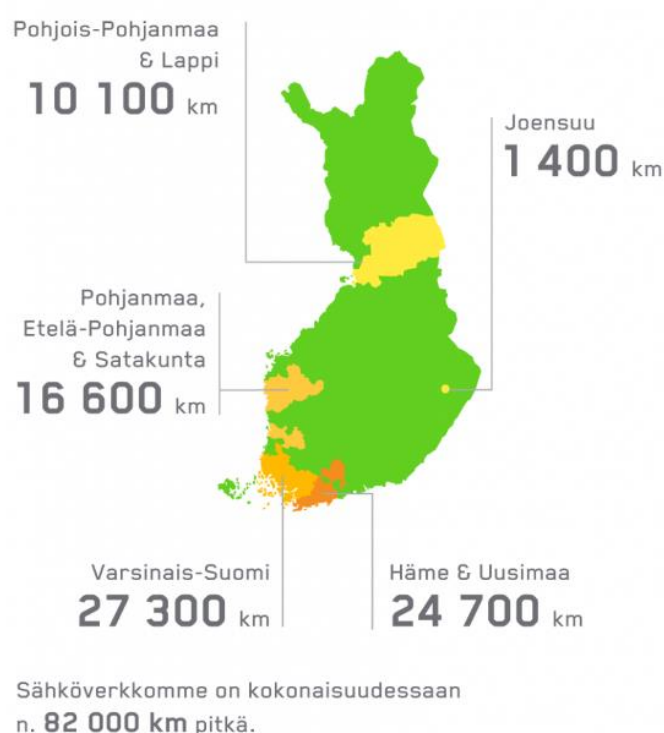 Pohjois-Pohjanmaa
& Lappi
10 100 km
Joensuu
1 400 km
Pohjanmaa,
Etelä-Pohjanmaa
& Satakunta
16 600 km
Varsinais-Suomi
27 300 km
Häme & Uusimaa
24 700 km
Sähköverkkomme on kokonaisuudessaan
n. 82 000 km pitkä.